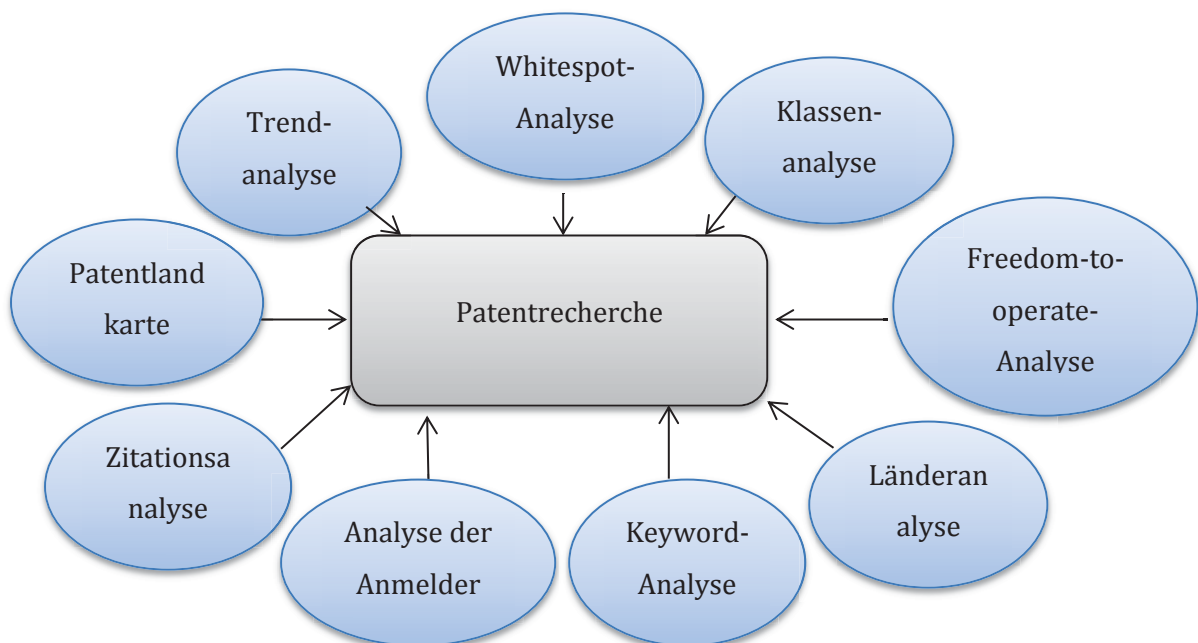 Whitespot-
Analyse
Trend-
analyse
Klassen-
analyse
Patentland
karte
Patentrecherche
Freedom-to-
operate-
Analyse
Zitationsa
nalyse
Analyse der
Anmelder
Keyword-
Analyse
Länderan
alyse